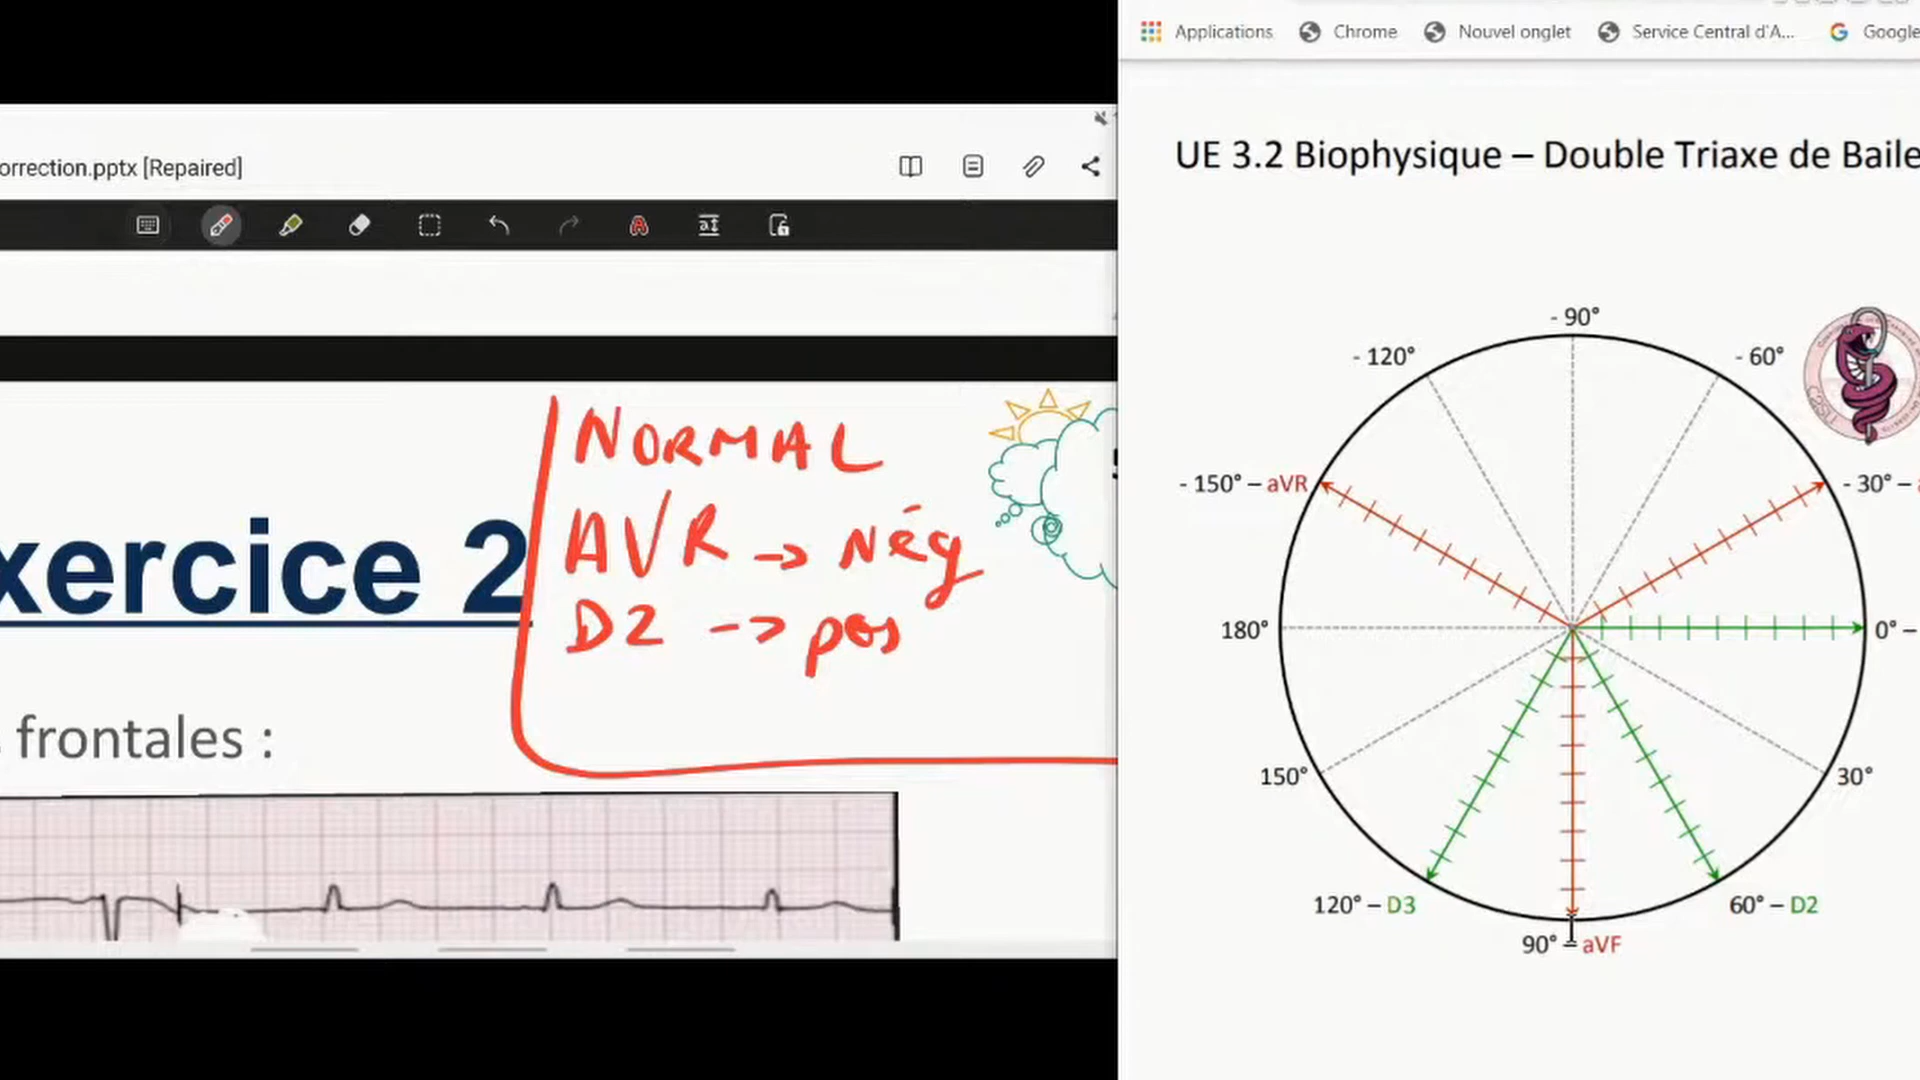 Applications Chrome Nouvel onglet Service Central d'A... Google
orrection.pptx [Repaired]
UE 3.2 Biophysique – Double Triaxe de Baile
NORMAL
AVR -> Nég
D2 -> pos
xercice 2
frontales :
- 90°
- 120°
- 60°
- 150° – aVR
- 30° –
180°
0° –
150°
30°
120° – D3
60° – D2
90° – aVF